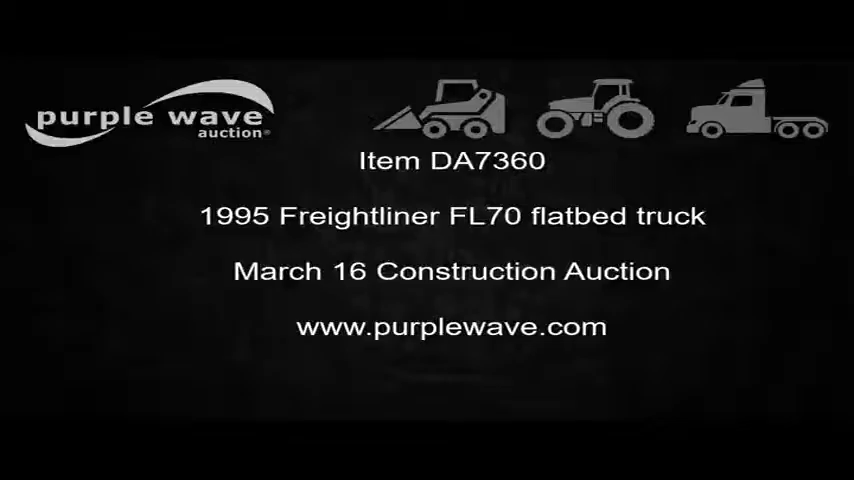 purple wave
auction®
Item DA7360
1995 Freightliner FL70 flatbed truck
March 16 Construction Auction
www.purplewave.com